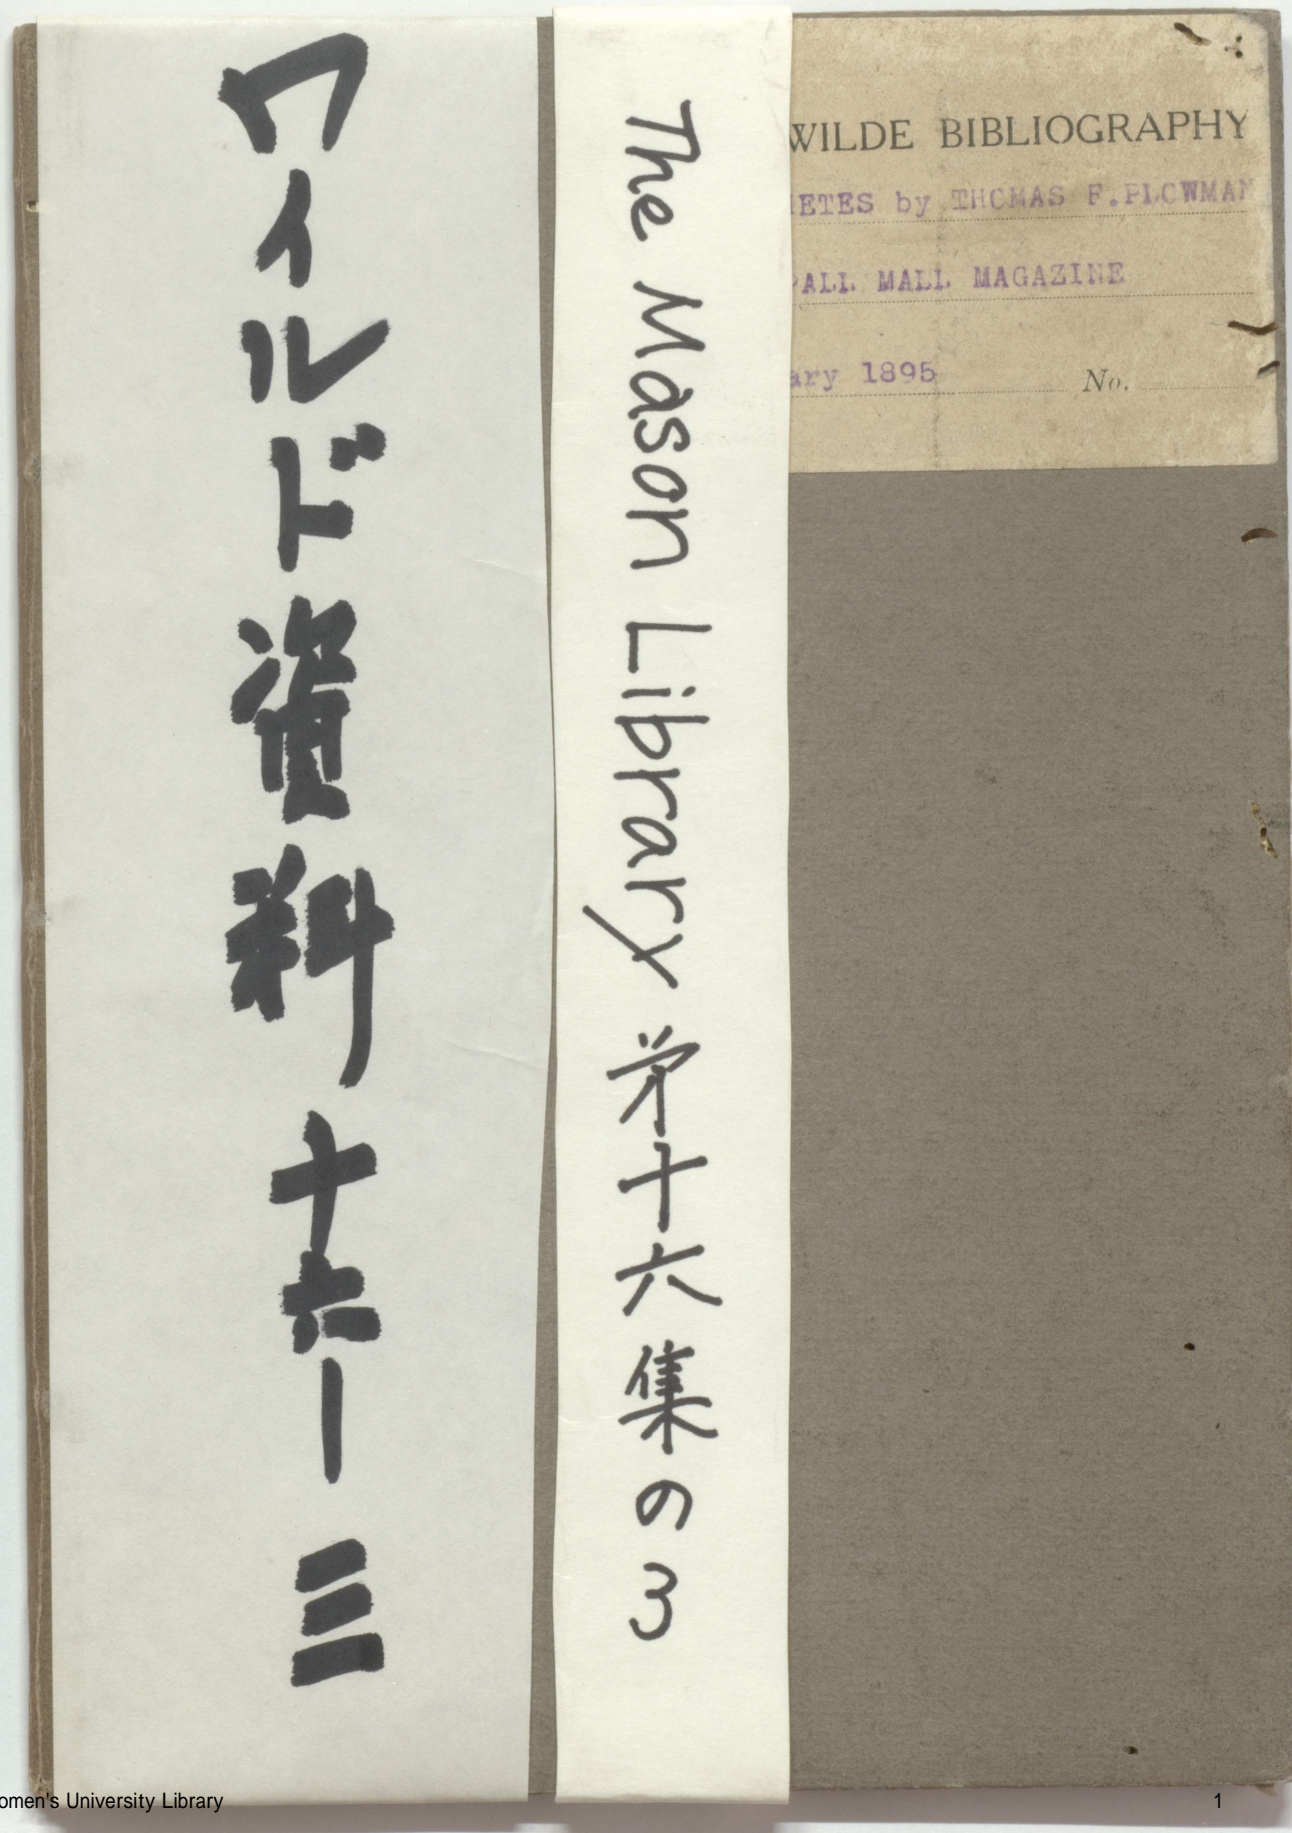 ワイルド資料 十六ー三
The Mason Library 第十六集の3
WILDE BIBLIOGRAPHY
ETES by THOMAS F. PLOWMAN
PALL MALL MAGAZINE
ary 1895 No.
omen's University Library
1